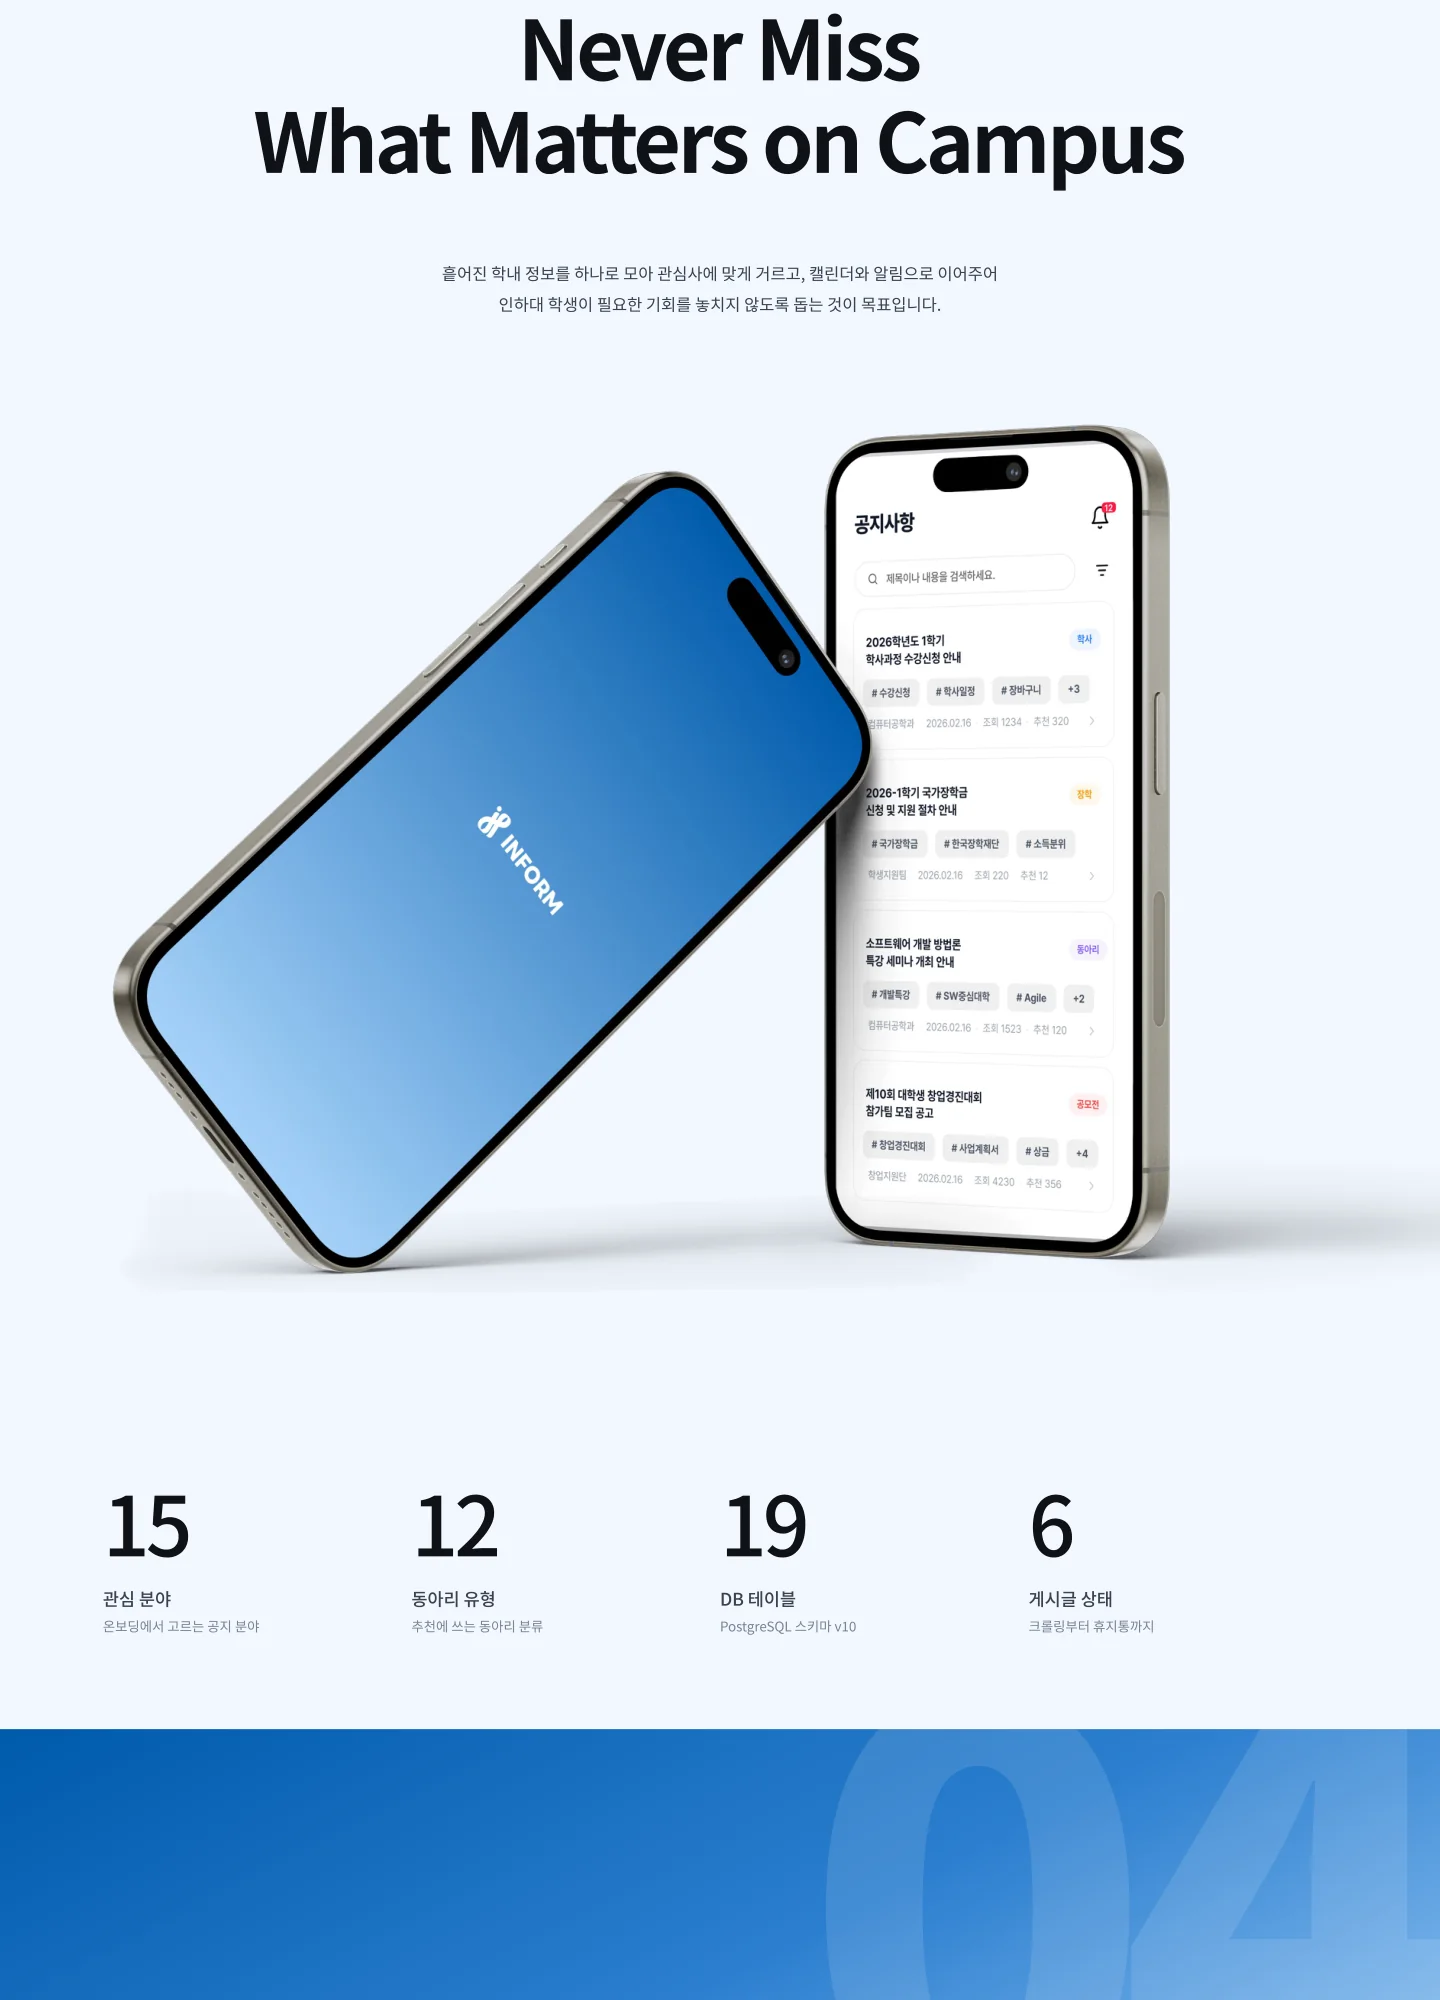 Never Miss
What Matters on Campus
흩어진 학내 정보를 하나로 모아 관심사에 맞게 거르고, 캘린더와 알림으로 이어주어
인하대 학생이 필요한 기회를 놓치지 않도록 돕는 것이 목표입니다.
INFORM
공지사항
12
제목이나 내용을 검색하세요.
2026학년도 1학기
학사과정 수강신청 안내
학사
# 수강신청 # 학사일정 # 장바구니 +3
컴퓨터공학과 2026.02.16 조회 1234 · 추천 320
2026-1학기 국가장학금
신청 및 지원 절차 안내
장학
# 국가장학금 # 한국장학재단 # 소득분위
학생지원팀 2026.02.16 조회 220 추천 12
소프트웨어 개발 방법론
특강 세미나 개최 안내
동아리
# 개발특강 # SW중심대학 # Agile +2
컴퓨터공학과 2026.02.16 · 조회 1523 · 추천 120
제10회 대학생 창업경진대회
참가팀 모집 공고
공모전
# 창업경진대회 # 사업계획서 # 상금 +4
창업지원단 2026.02.16 조회 4230 추천 356
15
관심 분야
온보딩에서 고르는 공지 분야
12
동아리 유형
추천에 쓰는 동아리 분류
19
DB 테이블
PostgreSQL 스키마 v10
6
게시글 상태
크롤링부터 휴지통까지
04